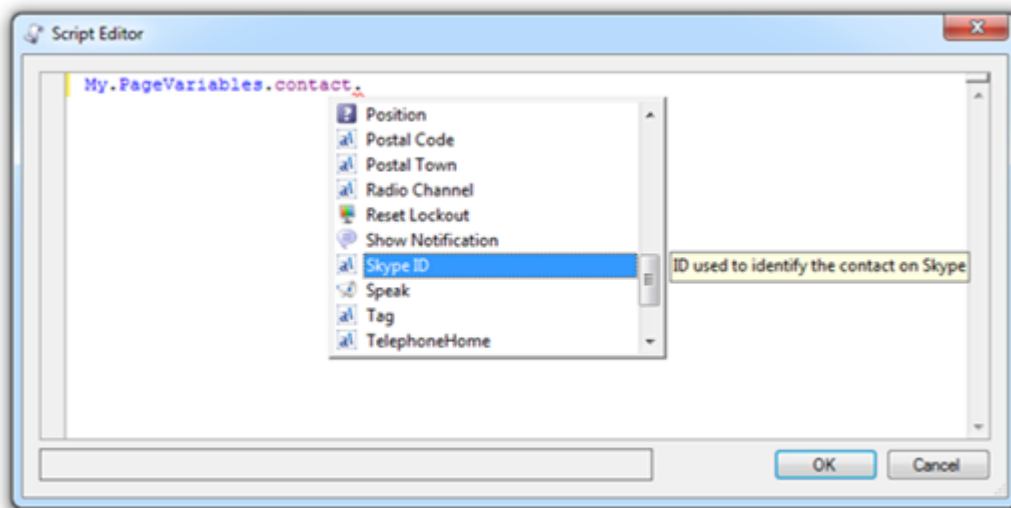 Script Editor
My.PageVariables.contact.
Position
Postal Code
Postal Town
Radio Channel
Reset Lockout
Show Notification
Skype ID
ID used to identify the contact on Skype
Speak
Tag
TelephoneHome
OK
Cancel